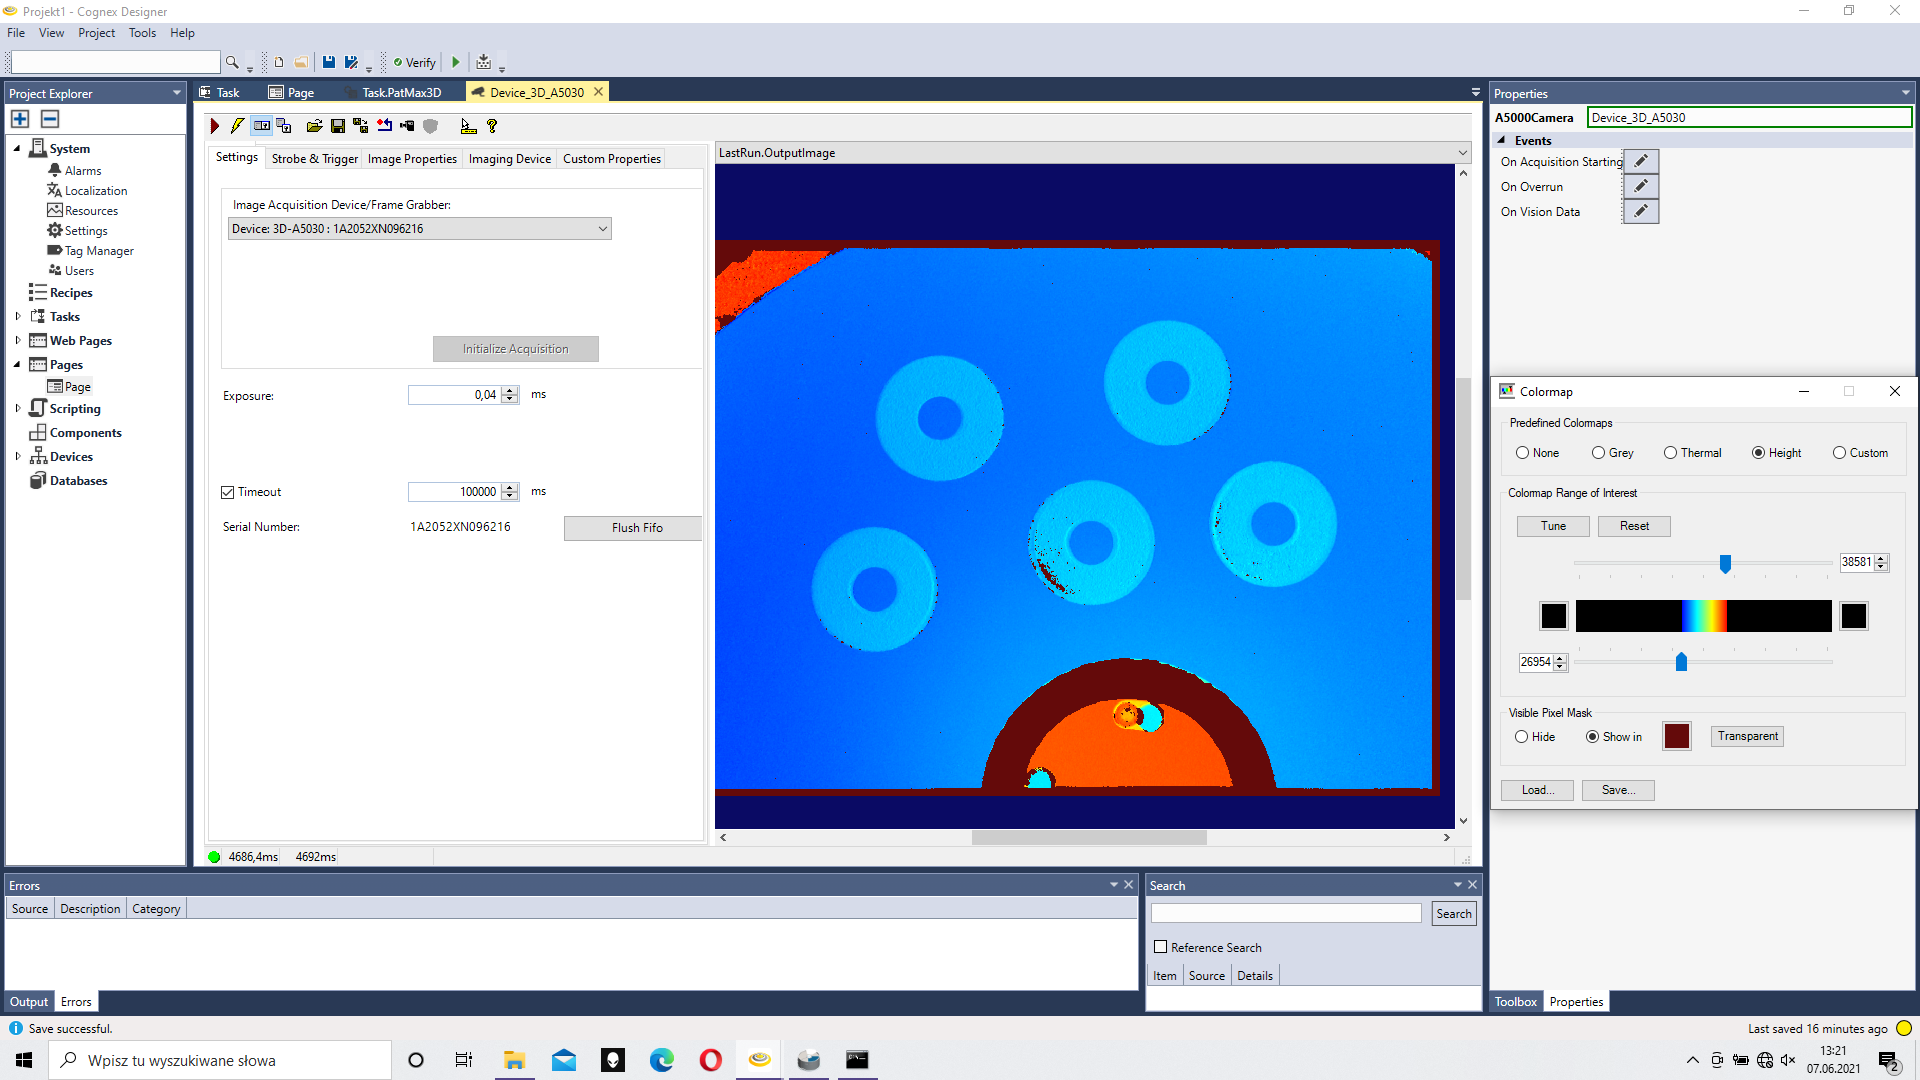 Projekt1 - Cognex Designer
File View Project Tools Help
Verify
Project Explorer
System
Alarms
Localization
Resources
Settings
Tag Manager
Users
Recipes
Tasks
Web Pages
Pages
Page
Scripting
Components
Devices
Databases
Task Page Task.PatMax3D Device_3D_A5030
Settings Strobe & Trigger Image Properties Imaging Device Custom Properties
Image Acquisition Device/Frame Grabber:
Device: 3D-A5030 : 1A2052XN096216
Initialize Acquisition
Exposure: 0,04 ms
Timeout 100000 ms
Serial Number: 1A2052XN096216 Flush Fifo
4686,4ms 4692ms
LastRun.OutputImage
Properties
A5000Camera Device_3D_A5030
Events
On Acquisition Starting
On Overrun
On Vision Data
Colormap
Predefined Colormaps
None Grey Thermal Height Custom
Colormap Range of Interest
Tune Reset
38581
26954
Visible Pixel Mask
Hide Show in Transparent
Load... Save...
Errors
Source Description Category
Output Errors
Search
Search
Reference Search
Item Source Details
Toolbox Properties
Save successful.
Last saved 16 minutes ago
Wpisz tu wyszukiwane słowa
13:21
07.06.2021
2